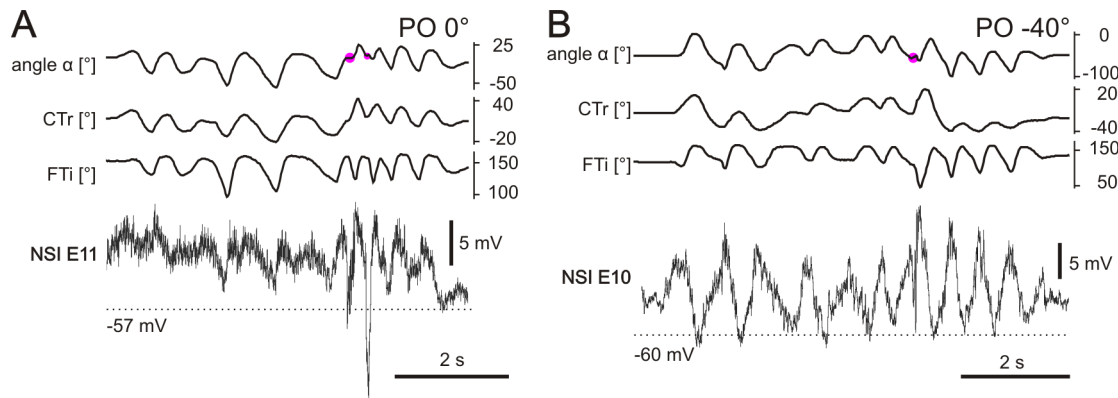 A
PO 0°
angle α [°]
25
-50
CTr [°]
40
-20
FTi [°]
150
100
NSI E11
5 mV
-57 mV
2 s
B
PO -40°
angle α [°]
0
-100
CTr [°]
20
-40
FTi [°]
150
50
NSI E10
5 mV
-60 mV
2 s